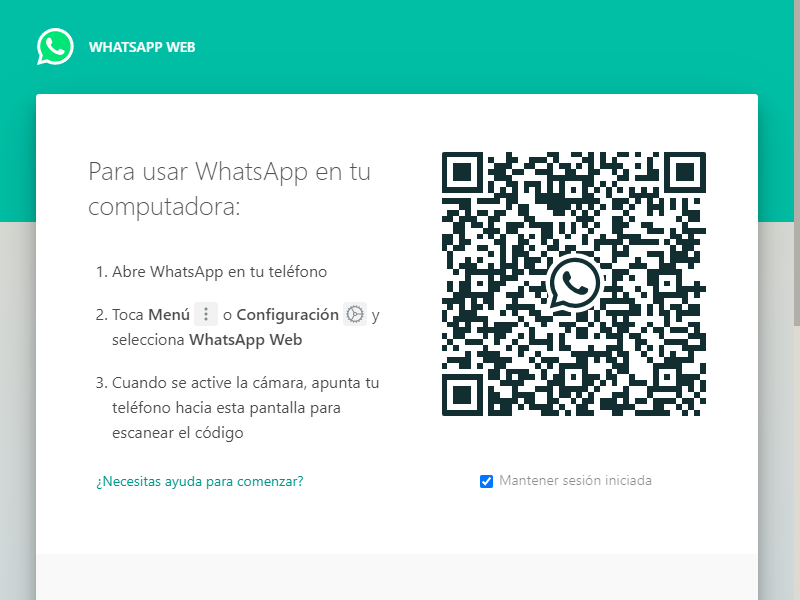 WHATSAPP WEB
Para usar WhatsApp en tu
computadora:
1. Abre WhatsApp en tu teléfono
2. Toca Menú o Configuración y
selecciona WhatsApp Web
3. Cuando se active la cámara, apunta tu
teléfono hacia esta pantalla para
escanear el código
¿Necesitas ayuda para comenzar?
Mantener sesión iniciada